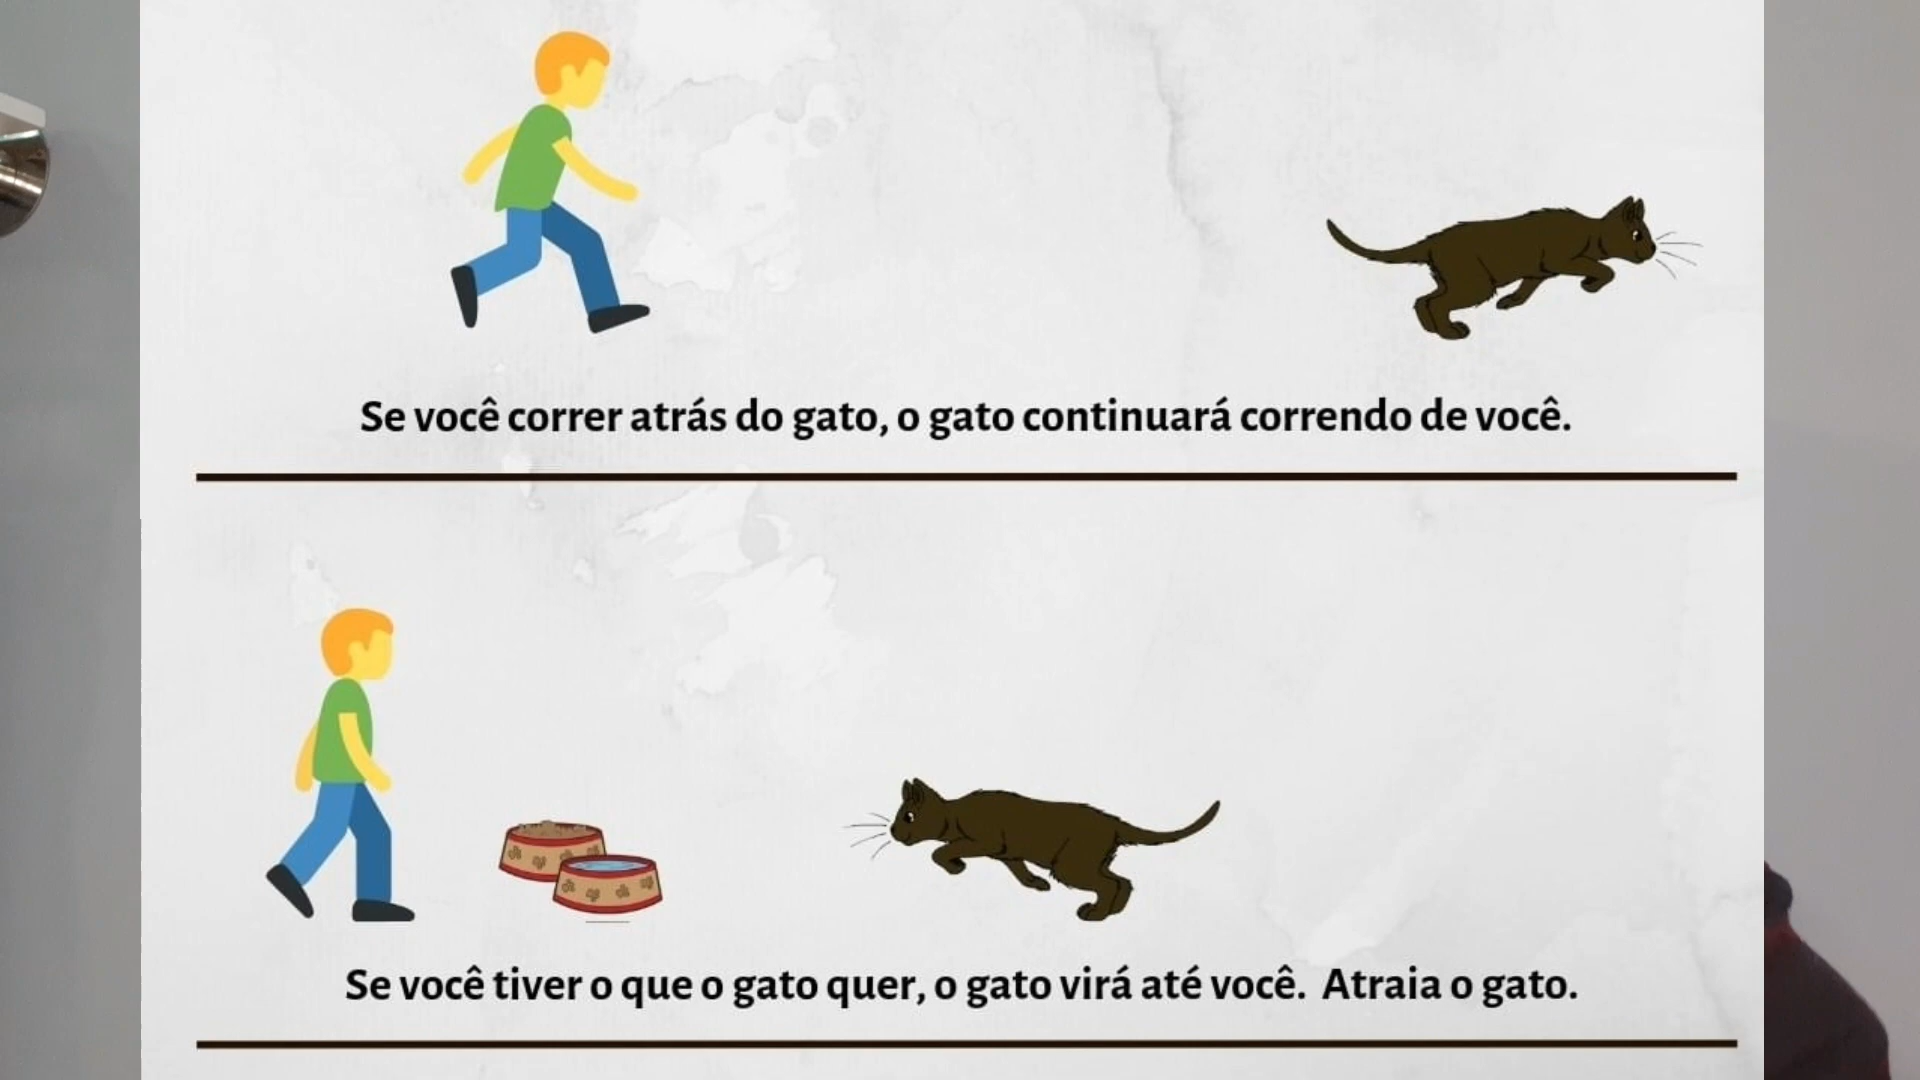 Se você correr atrás do gato, o gato continuará correndo de você.
Se você tiver o que o gato quer, o gato virá até você. Atraia o gato.